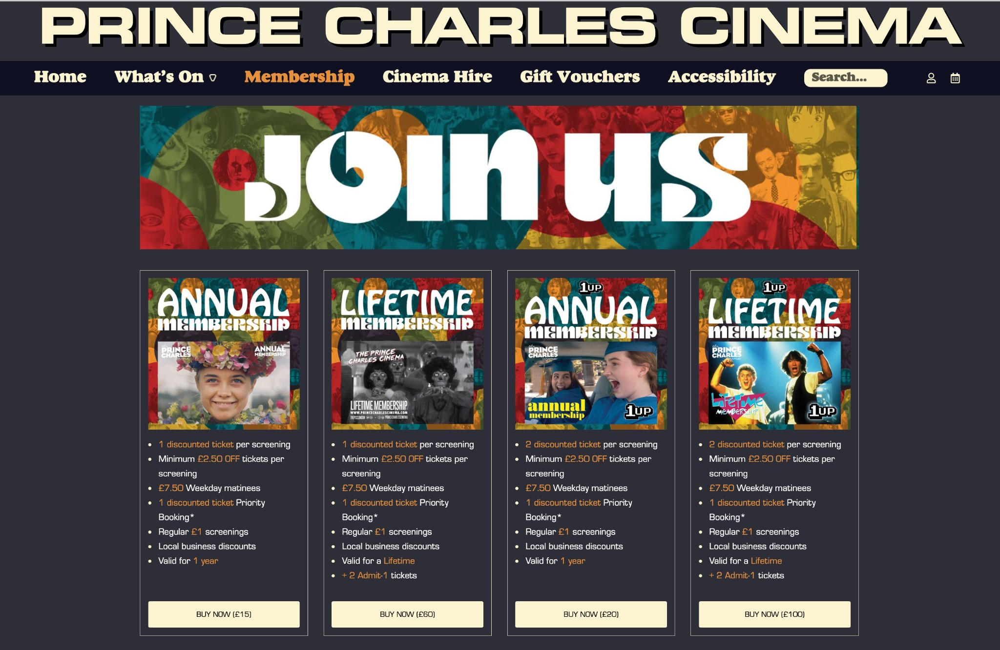 PRINCE CHARLES CINEMA
Home What's On Membership Cinema Hire Gift Vouchers Accessibility Search...
Join us
ANNUAL
MEMBERSHIP
the
PRINCE
CHARLES
cinema
ANNUAL
MEMBERSHIP
1 discounted ticket per screening
Minimum £2.50 OFF tickets per
screening
£7.50 Weekday matinees
1 discounted ticket Priority
Booking*
Regular £1 screenings
Local business discounts
Valid for 1 year
BUY NOW (£15)
LIFETIME
MEMBERSHIP
THE PRINCE
CHARLES CINEMA
LIFETIME MEMBERSHIP
WWW.PRINCECHARLESCINEMA.COM
THEPCCLONDON PRINCECHARLESCINEMA
1 discounted ticket per screening
Minimum £2.50 OFF tickets per
screening
£7.50 Weekday matinees
1 discounted ticket Priority
Booking*
Regular £1 screenings
Local business discounts
Valid for a Lifetime
+ 2 Admit-1 tickets
BUY NOW (£60)
1UP
ANNUAL
MEMBERSHIP
the
PRINCE
CHARLES
cinema
annual
membership
1UP
2 discounted ticket per screening
Minimum £2.50 OFF tickets per
screening
£7.50 Weekday matinees
1 discounted ticket Priority
Booking*
Regular £1 screenings
Local business discounts
Valid for 1 year
BUY NOW (£20)
1UP
LIFETIME
MEMBERSHIP
the
PRINCE
CHARLES
cinema
LIFETIME
MEMBERSHIP
1UP
2 discounted ticket per screening
Minimum £2.50 OFF tickets per
screening
£7.50 Weekday matinees
1 discounted ticket Priority
Booking*
Regular £1 screenings
Local business discounts
Valid for a Lifetime
+ 2 Admit-1 tickets
BUY NOW (£100)